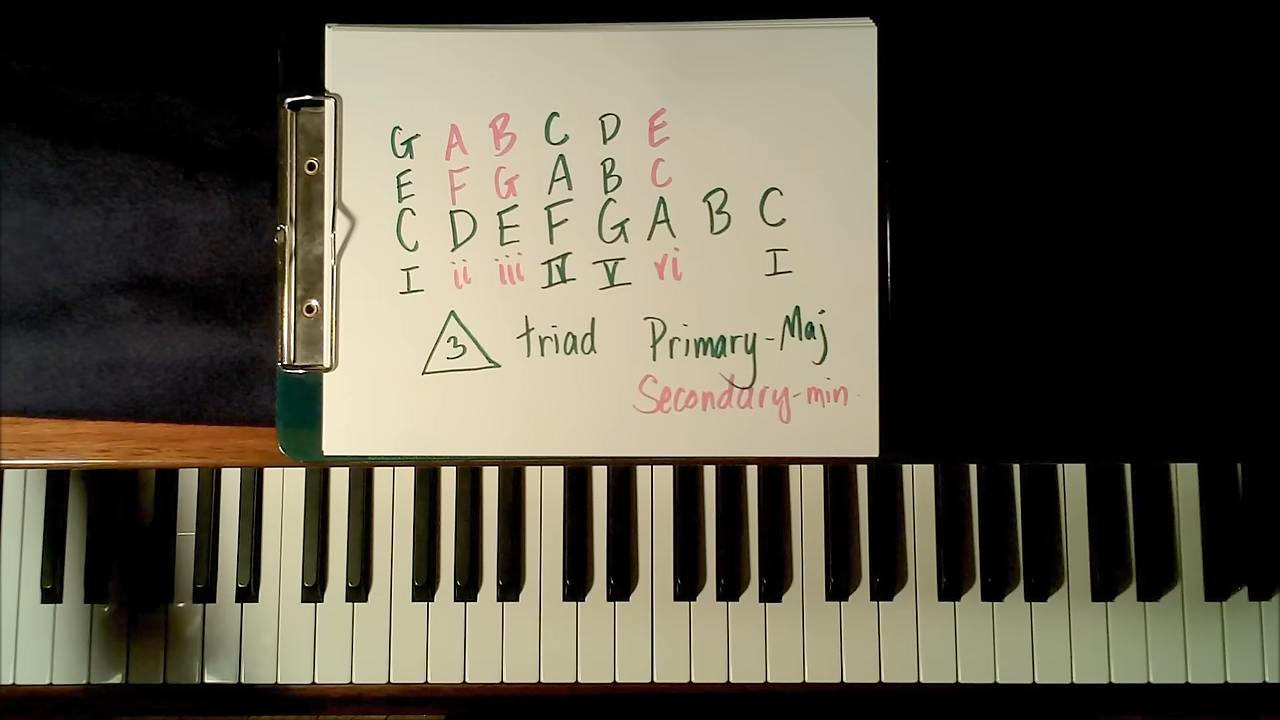 G A B C D E
E F G A B C
C D E F G A B C
I ii iii IV V vi I
3 triad Primary-Maj
Secondary-min.